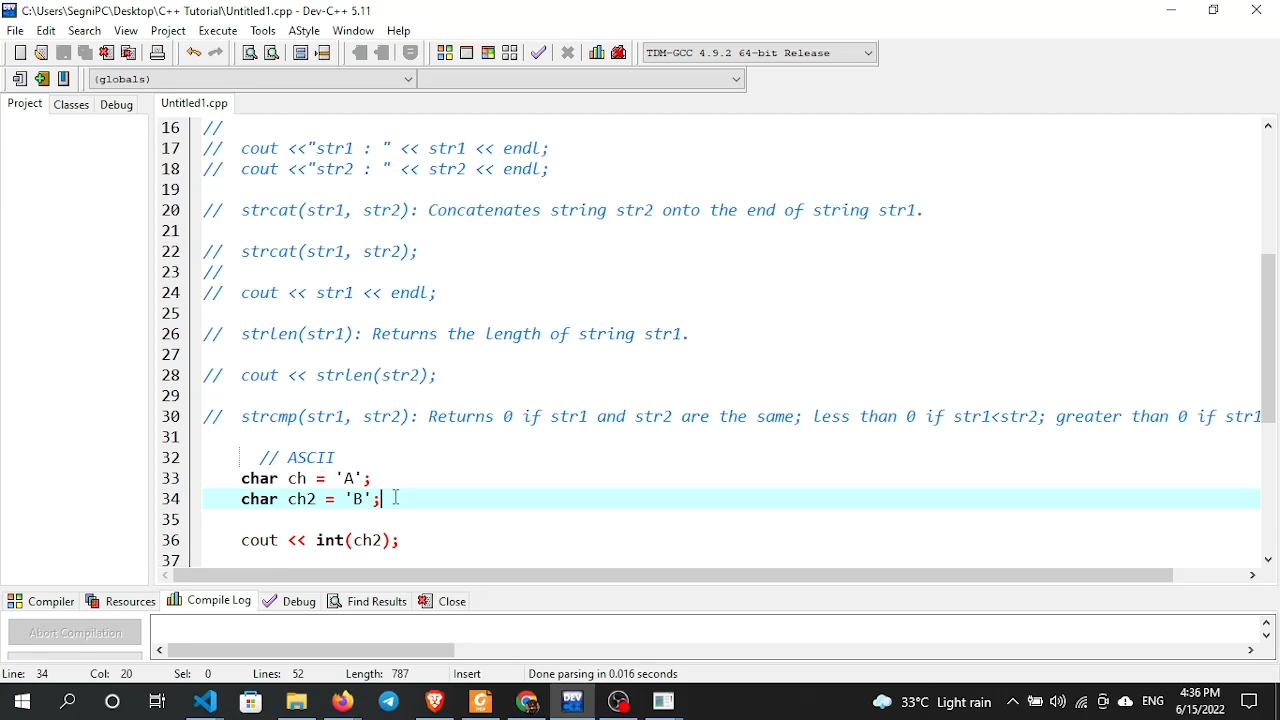 C:\Users\SegniPC\Desktop\C++ Tutorial\Untitled1.cpp - Dev-C++ 5.11
File Edit Search View Project Execute Tools AStyle Window Help
TDM-GCC 4.9.2 64-bit Release
(globals)
Project Classes Debug Untitled1.cpp
16 //
17 // cout <<"str1 : " << str1 << endl;
18 // cout <<"str2 : " << str2 << endl;
19
20 // strcat(str1, str2): Concatenates string str2 onto the end of string str1.
21
22 // strcat(str1, str2);
23 //
24 // cout << str1 << endl;
25
26 // strlen(str1): Returns the length of string str1.
27
28 // cout << strlen(str2);
29
30 // strcmp(str1, str2): Returns 0 if str1 and str2 are the same; less than 0 if str1<str2; greater than 0 if str1
31
32 // ASCII
33 char ch = 'A';
34 char ch2 = 'B';
35
36 cout << int(ch2);
37
Compiler Resources Compile Log Debug Find Results Close
Abort Compilation
Line: 34 Col: 20 Sel: 0 Lines: 52 Length: 787 Insert Done parsing in 0.016 seconds
33°C Light rain ENG 4:36 PM
6/15/2022